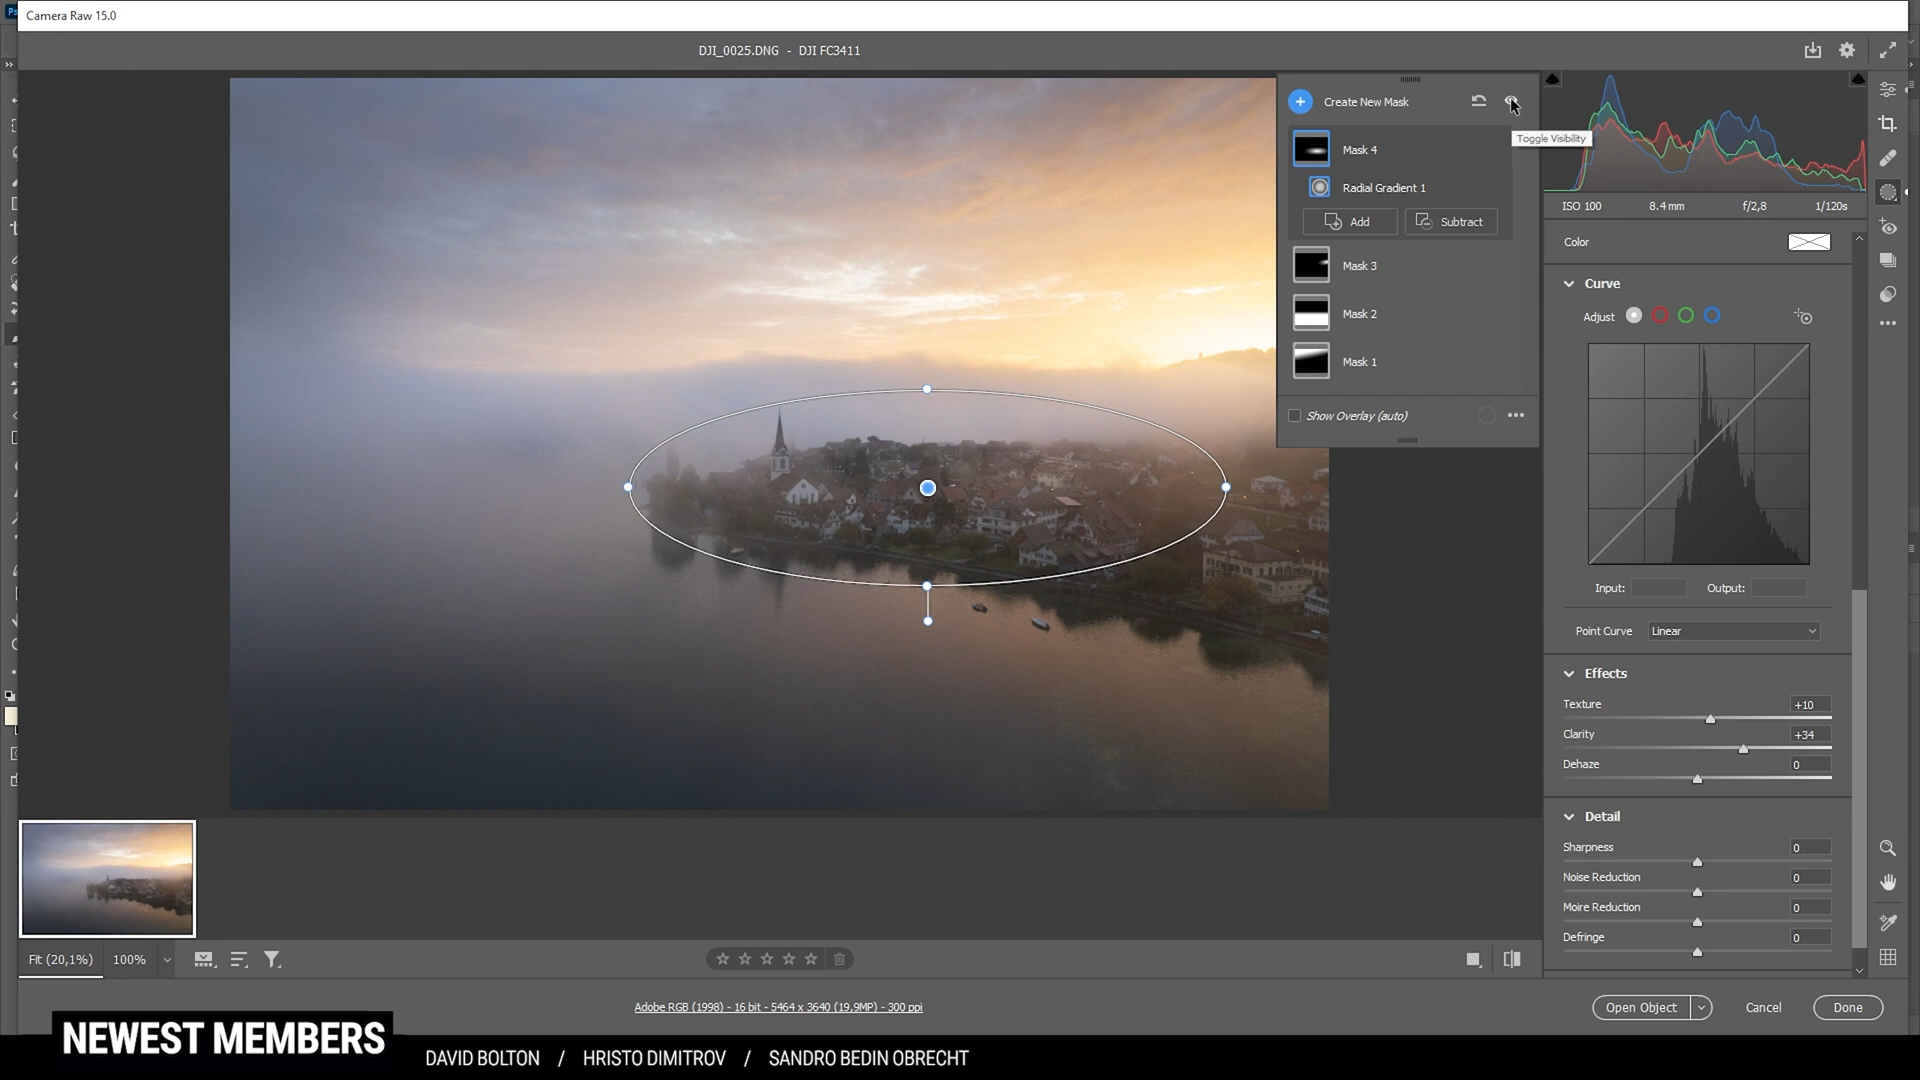 Ps
Camera Raw 15.0
DJI_0025.DNG - DJI FC3411
Create New Mask
Toggle Visibility
Mask 4
Radial Gradient 1
Add
Subtract
Mask 3
Mask 2
Mask 1
Show Overlay (auto)
ISO 100 8.4 mm f/2,8 1/120s
Color
Curve
Adjust
Input:
Output:
Point Curve Linear
Effects
Texture +10
Clarity +34
Dehaze 0
Detail
Sharpness 0
Noise Reduction 0
Moire Reduction 0
Defringe 0
Fit (20,1%) 100%
Adobe RGB (1998) - 16 bit - 5464 x 3640 (19,9MP) - 300 ppi
Open Object
Cancel
Done
NEWEST MEMBERS
DAVID BOLTON / HRISTO DIMITROV / SANDRO BEDIN OBRECHT